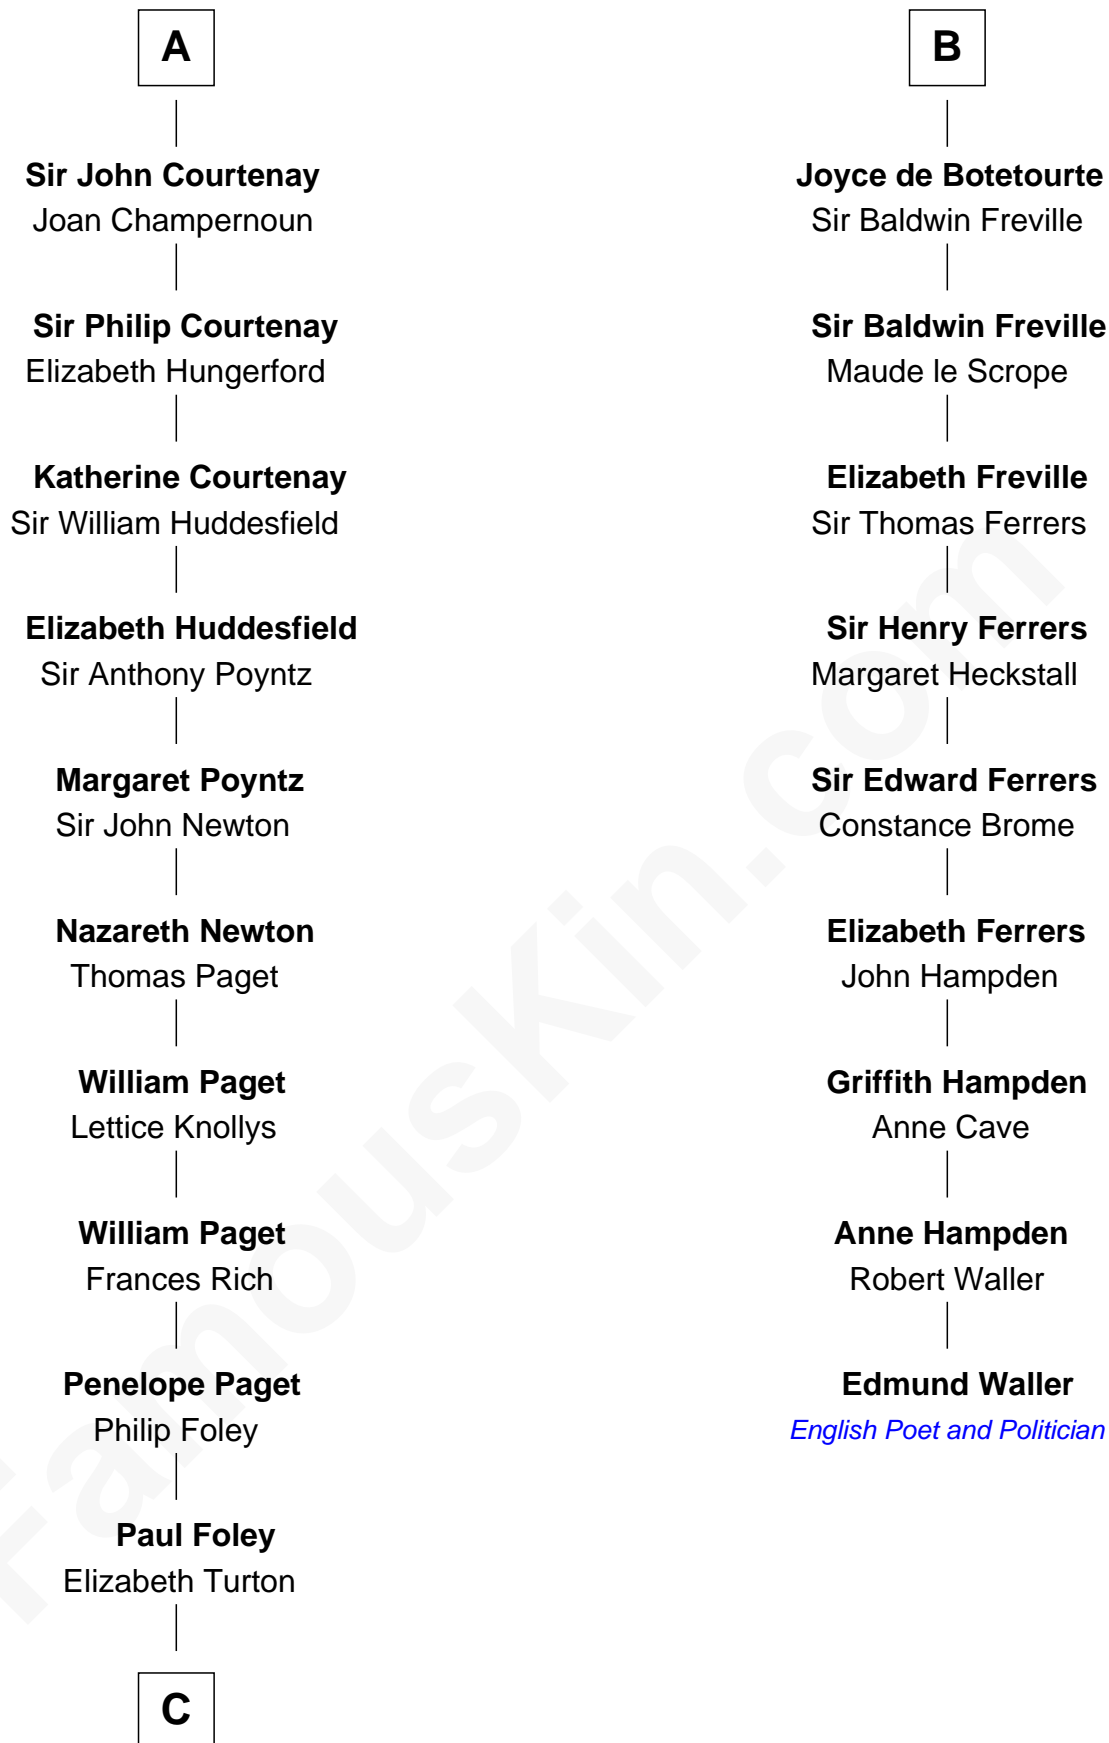 A
Sir John Courtenay
Joan Champernoun
Sir Philip Courtenay
Elizabeth Hungerford
Katherine Courtenay
Sir William Huddesfield
Elizabeth Huddesfield
Sir Anthony Poyntz
Margaret Poyntz
Sir John Newton
Nazareth Newton
Thomas Paget
William Paget
Lettice Knollys
William Paget
Frances Rich
Penelope Paget
Philip Foley
Paul Foley
Elizabeth Turton
C
B
Joyce de Botetourte
Sir Baldwin Freville
Sir Baldwin Freville
Maude le Scrope
Elizabeth Freville
Sir Thomas Ferrers
Sir Henry Ferrers
Margaret Heckstall
Sir Edward Ferrers
Constance Brome
Elizabeth Ferrers
John Hampden
Griffith Hampden
Anne Cave
Anne Hampden
Robert Waller
Edmund Waller
English Poet and Politician
FamousKin.com